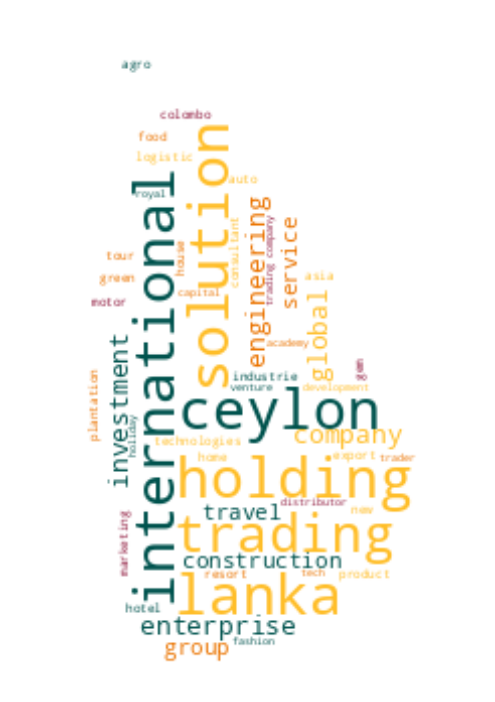 agro
colombo
food
solution
logistic
auto
international
royal
engineering
trading company
service
consultant
house
tour
green
asia
capital
motor
global
investment
academy
gem
industrie
plantation
venture
development
ceylon
holiday
company
technologies
home
export
trader
holding
distributor
travel
new
marketing
trading
construction
resort
tech
product
lanka
hotel
enterprise
group
fashion